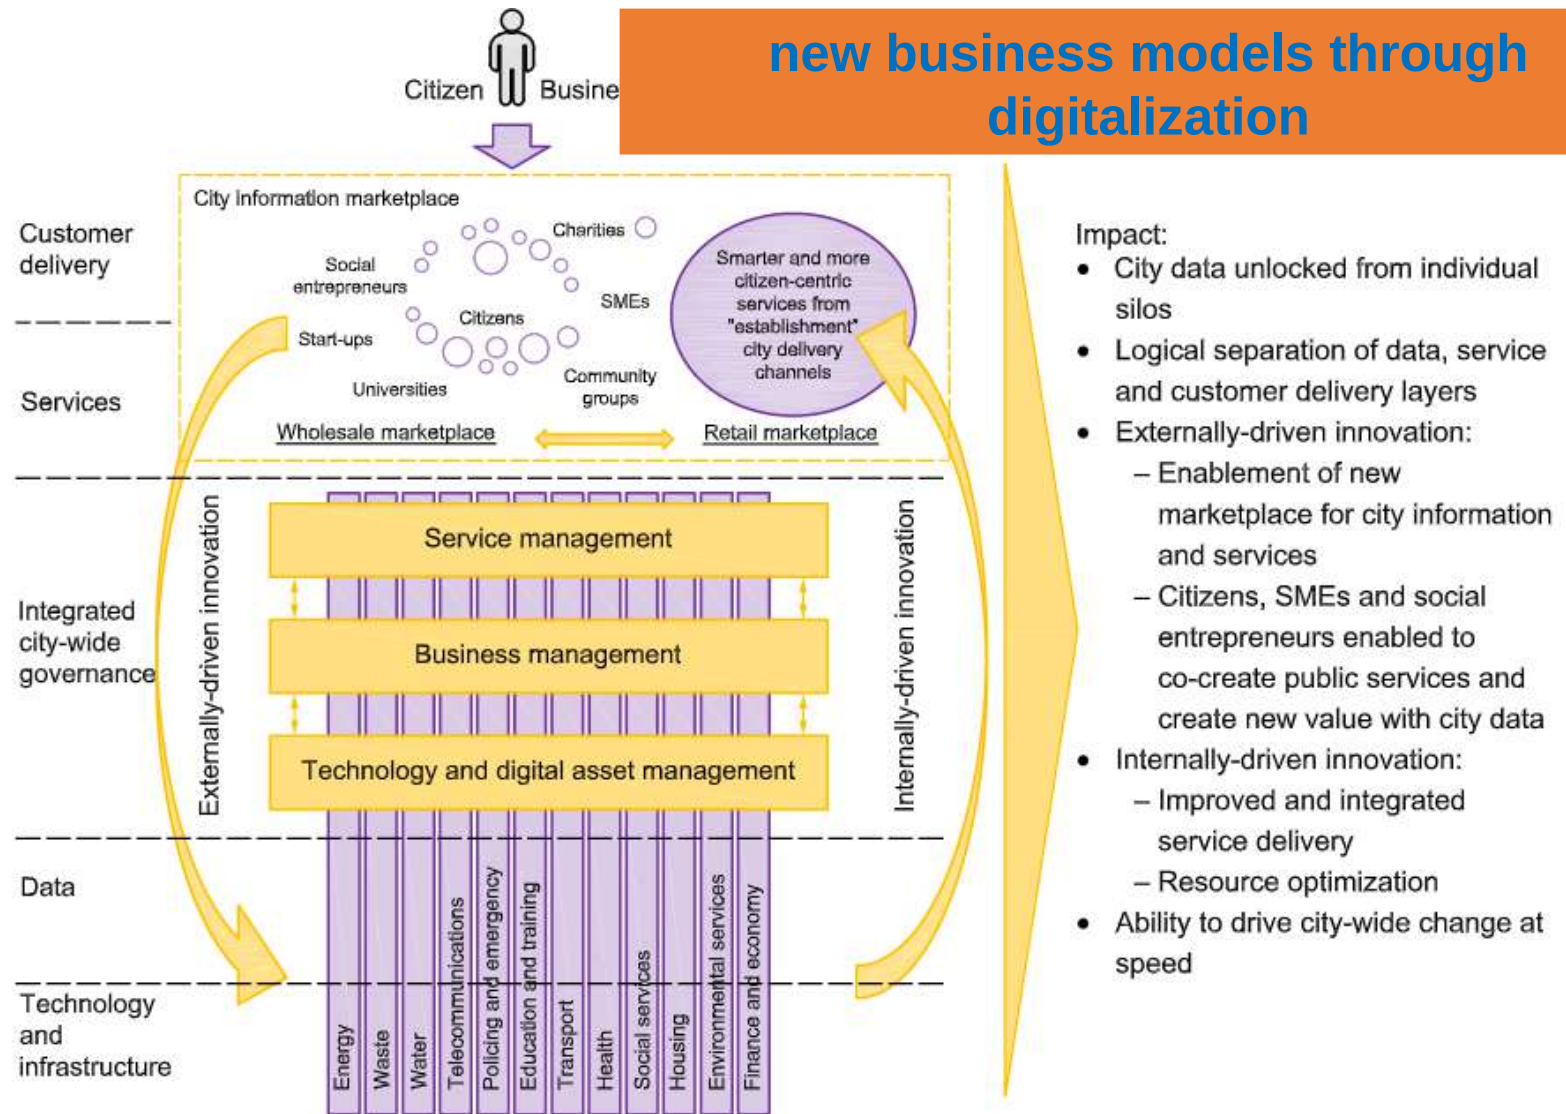 new business models through
digitalization
Citizen
Busine
City information marketplace
Customer
delivery
Services
Integrated
city-wide
governance
Data
Technology
and
infrastructure
Charities
Social
entrepreneurs
SMEs
Citizens
Start-ups
Community
groups
Universities
Smarter and more
citizen-centric
services from
"establishment"
city delivery
channels
Wholesale marketplace
Retail marketplace
Externally-driven innovation
Internally-driven innovation
Service management
Business management
Technology and digital asset management
Energy
Waste
Water
Telecommunications
Policing and emergency
Education and training
Transport
Health
Social services
Housing
Environmental services
Finance and economy
Impact:
• City data unlocked from individual
silos
• Logical separation of data, service
and customer delivery layers
• Externally-driven innovation:
– Enablement of new
marketplace for city information
and services
– Citizens, SMEs and social
entrepreneurs enabled to
co-create public services and
create new value with city data
• Internally-driven innovation:
– Improved and integrated
service delivery
– Resource optimization
• Ability to drive city-wide change at
speed